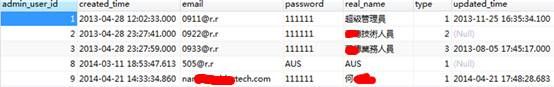 admin_user_id created_time email password real_name type updated_time
1 2013-04-28 12:02:33.000 0911@r.r 111111 超級管理員 1 2013-11-25 16:35:34.100
2 2013-04-28 23:27:41.000 0922@r.r 111111 技術人員 2 (Null)
3 2013-04-28 23:27:59.000 0933@r.r 111111 業務人員 3 2013-08-05 17:45:17.000
8 2014-03-11 18:53:47.613 505@r.r AUS AUS 1 (Null)
9 2014-04-21 14:33:34.860 tech.com 111111 何 1 2014-04-21 17:48:28.683